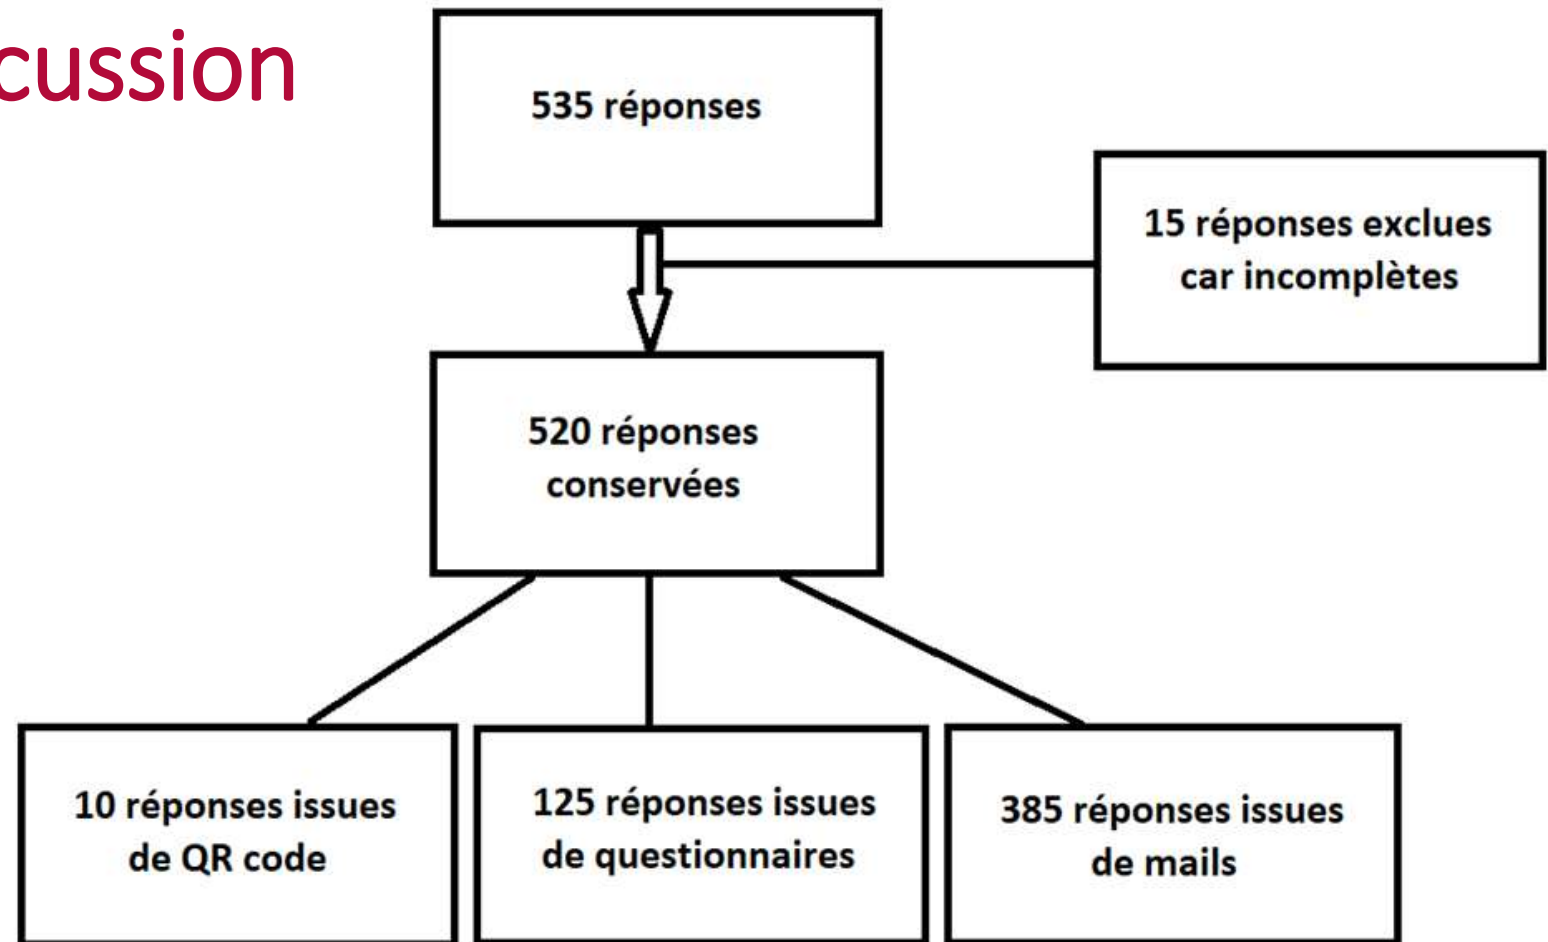 cussion
535 réponses
15 réponses exclues
car incomplètes
520 réponses
conservées
10 réponses issues
de QR code
125 réponses issues
de questionnaires
385 réponses issues
de mails